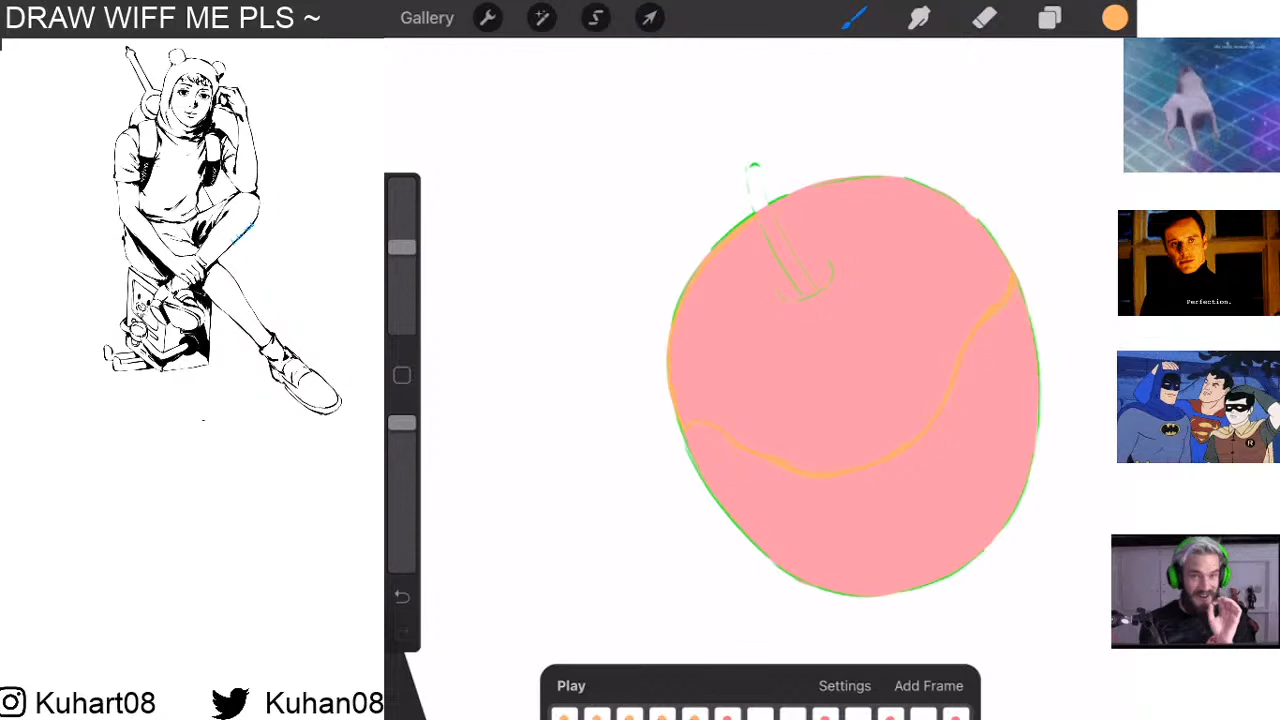 DRAW WIFF ME PLS ~
Gallery
Perfection.
R
Play
Settings
Add Frame
Kuhart08
Kuhan08